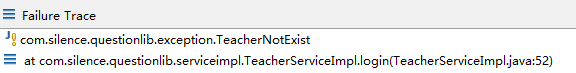 Failure Trace
com.silence.questionlib.exception.TeacherNotExist
at com.silence.questionlib.serviceimpl.TeacherServiceImpl.login(TeacherServiceImpl.java:52)